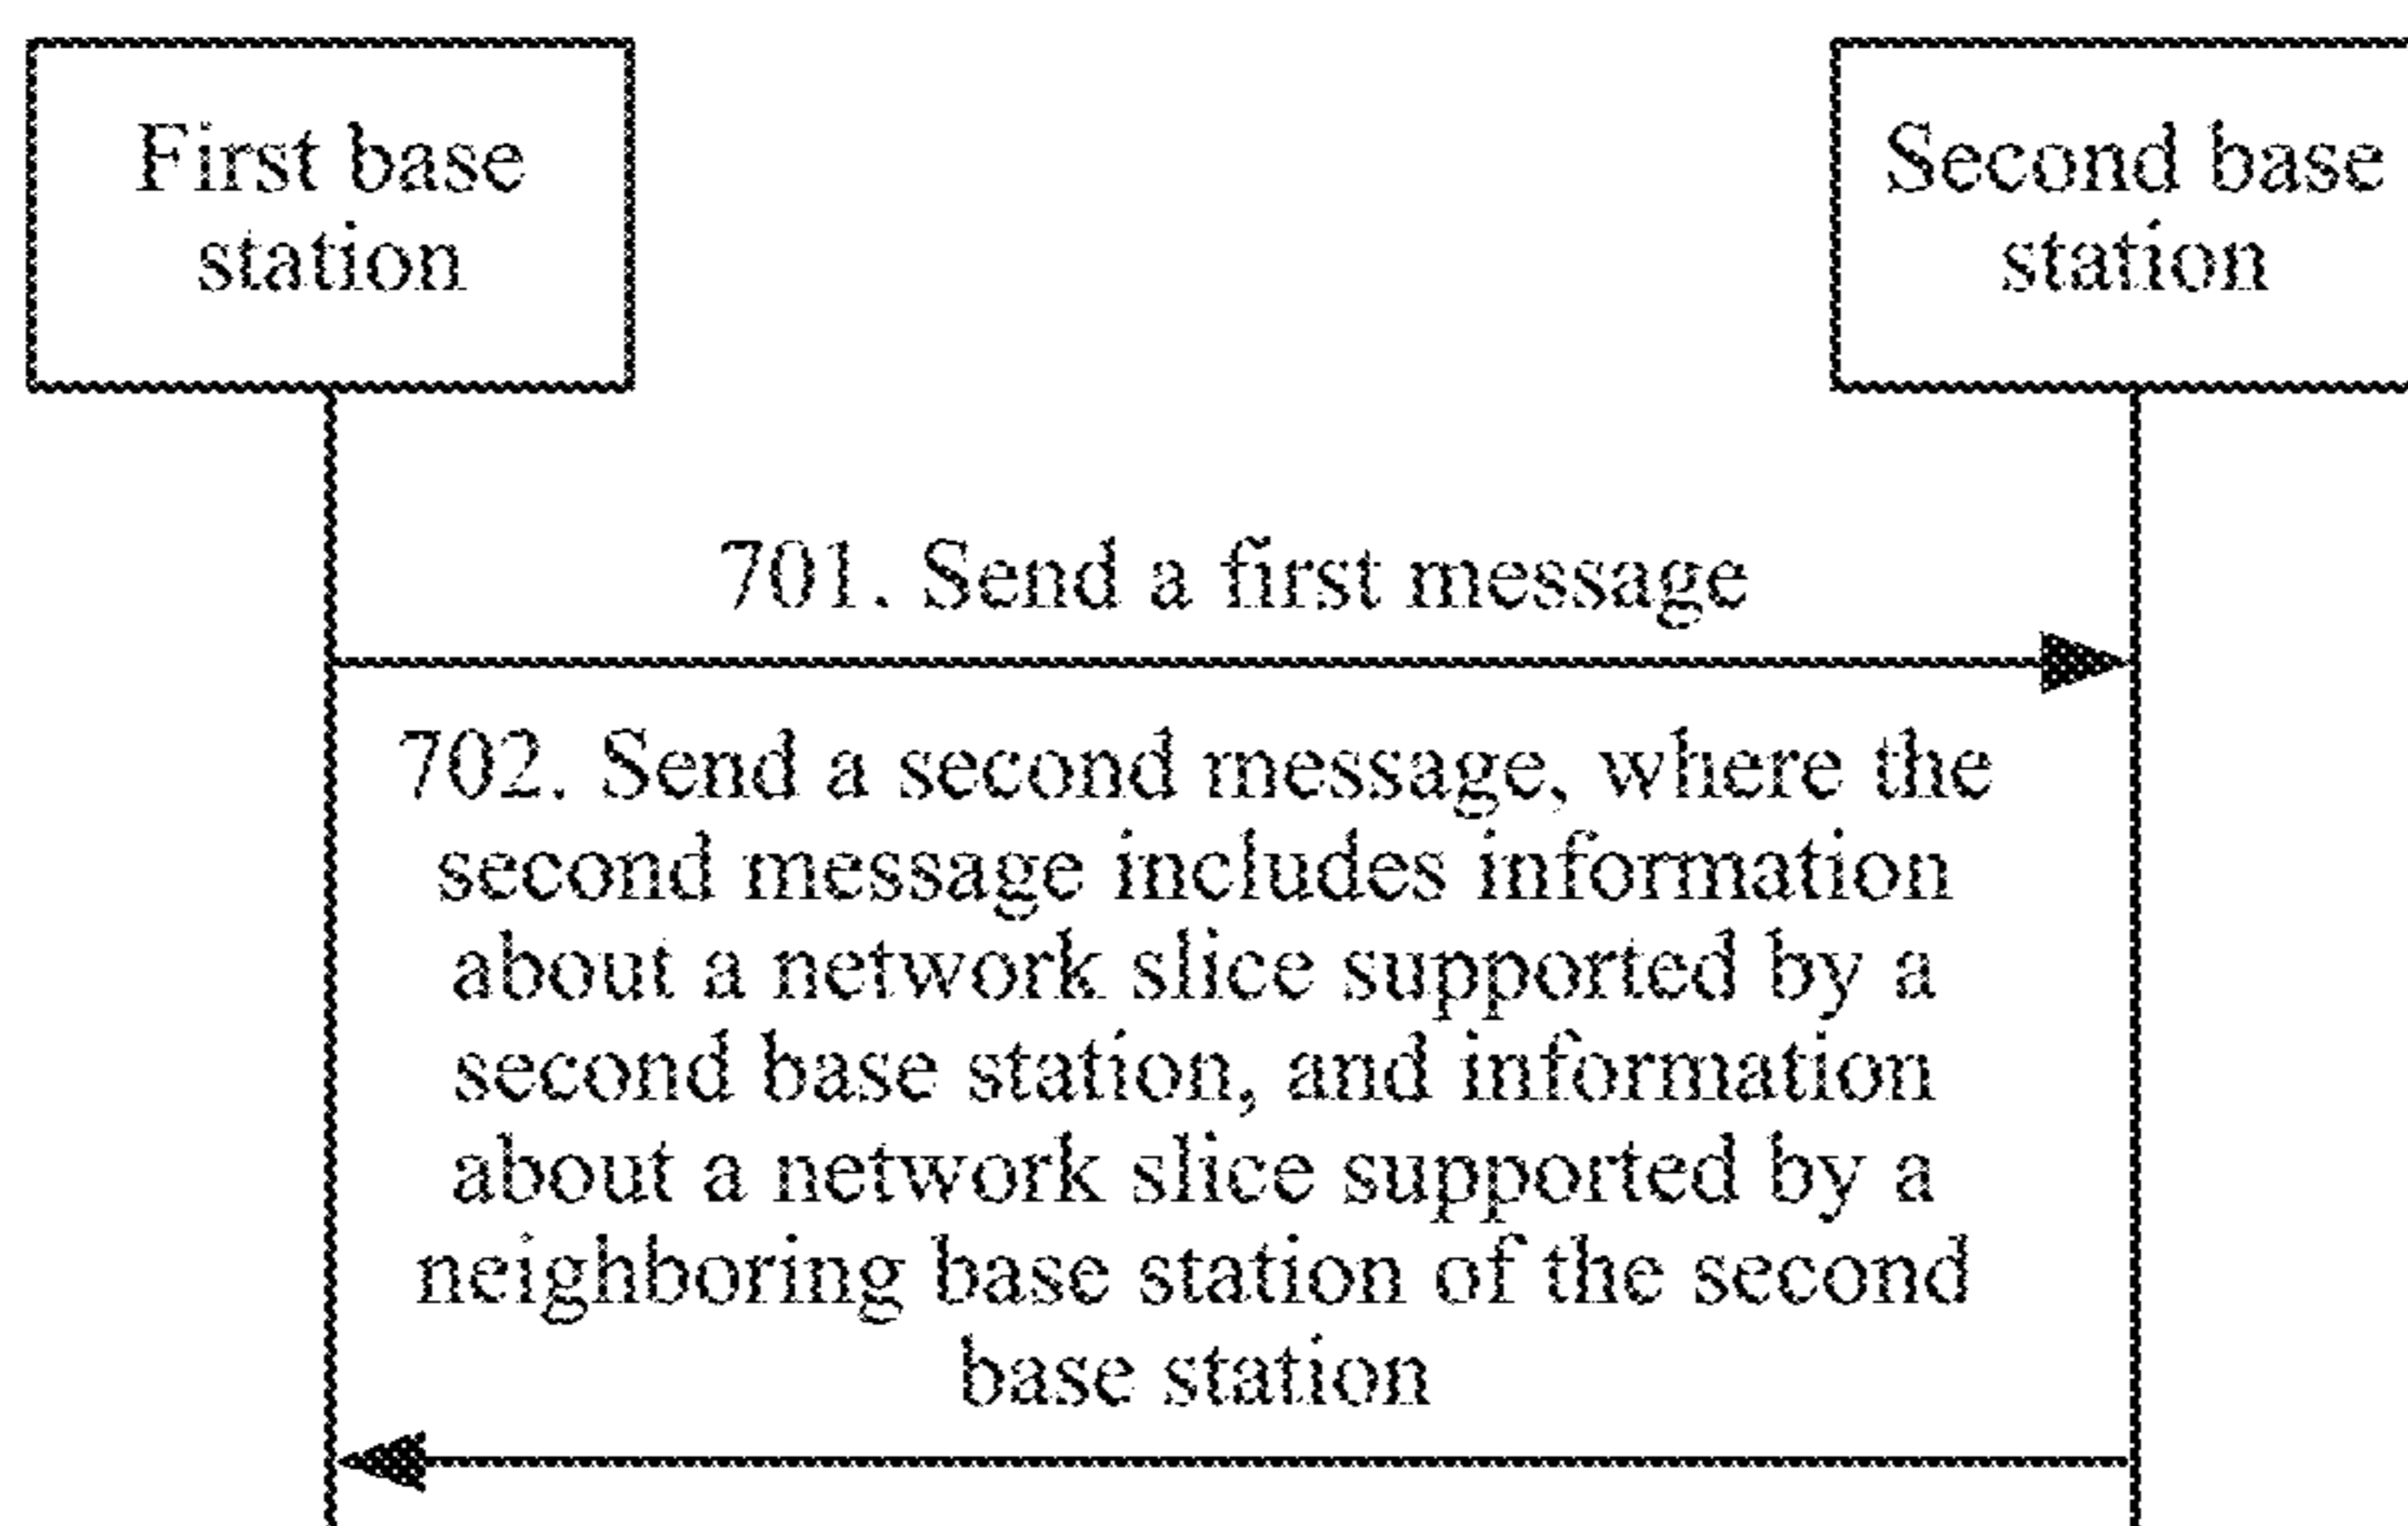 First base
station
Second base
station
701. Send a first message
702. Send a second message, where the
second message includes information
about a network slice supported by a
second base station, and information
about a network slice supported by a
neighboring base station of the second
base station